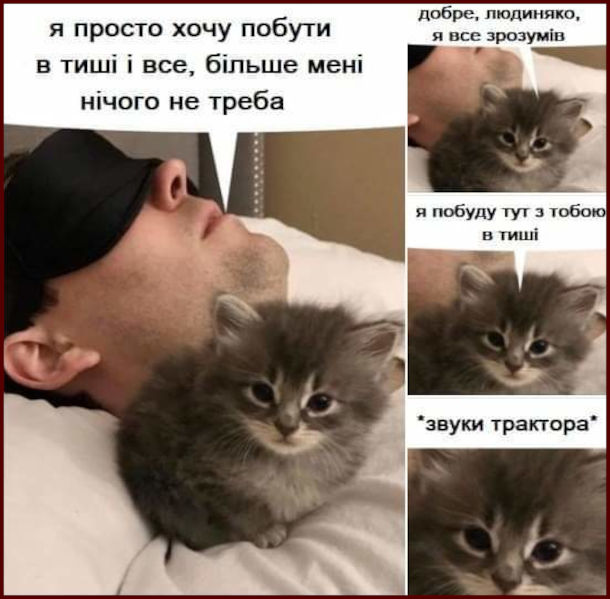 я просто хочу побути
в тиші і все, більше мені
нічого не треба
добре, людиняко,
я все зрозумів
я побуду тут з тобою
в тиші
*звуки трактора*